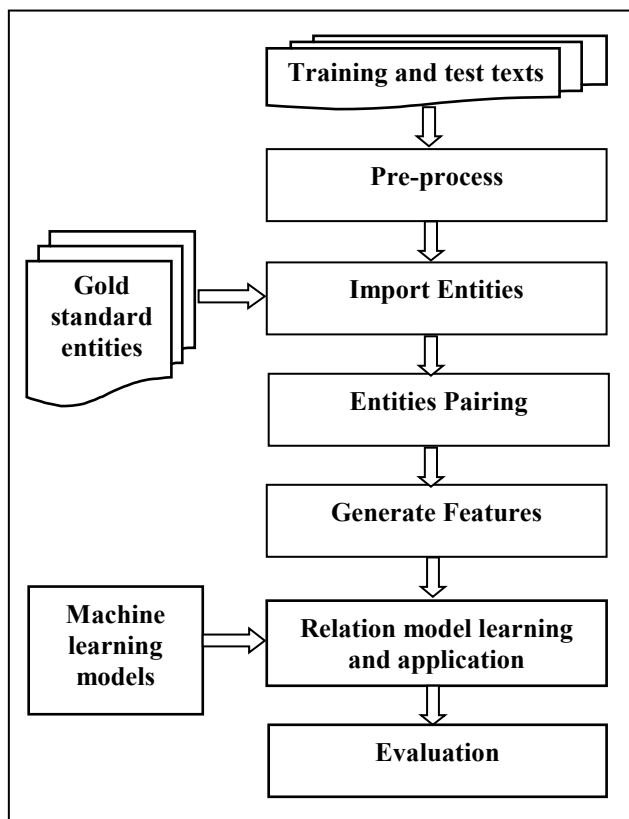 Training and test texts
Pre-process
Gold
standard
entities
Import Entities
Entities Pairing
Generate Features
Machine
learning
models
Relation model learning
and application
Evaluation